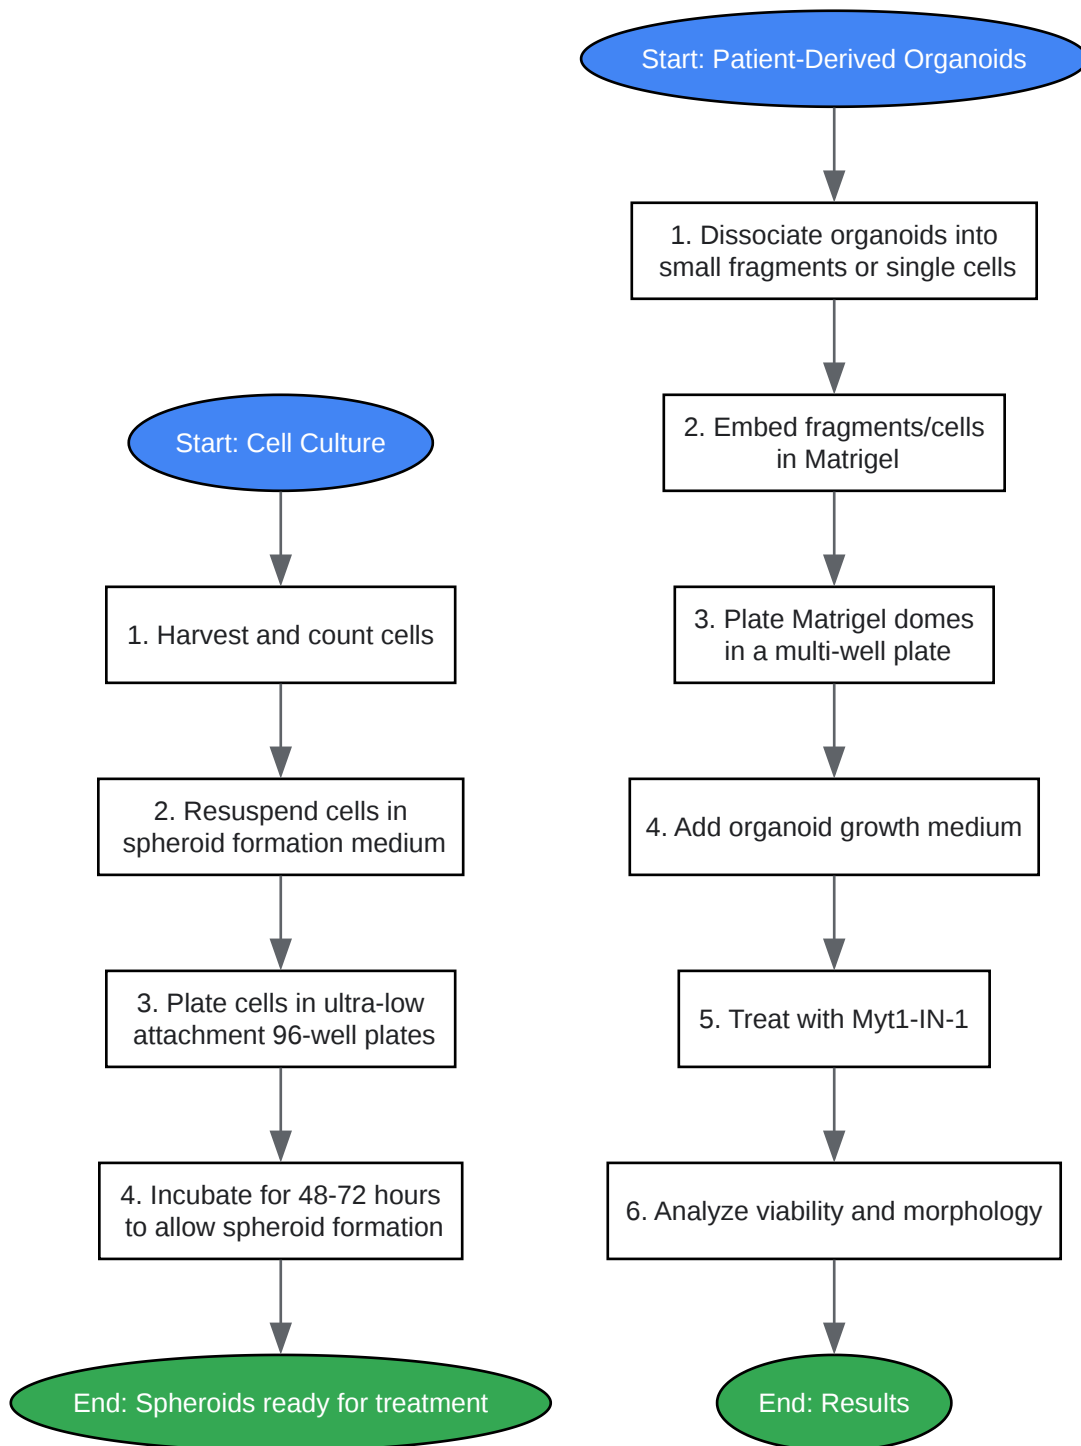 Start: Cell Culture
1. Harvest and count cells
2. Resuspend cells in
spheroid formation medium
3. Plate cells in ultra-low
attachment 96-well plates
4. Incubate for 48-72 hours
to allow spheroid formation
End: Spheroids ready for treatment
Start: Patient-Derived Organoids
1. Dissociate organoids into
small fragments or single cells
2. Embed fragments/cells
in Matrigel
3. Plate Matrigel domes
in a multi-well plate
4. Add organoid growth medium
5. Treat with Myt1-IN-1
6. Analyze viability and morphology
End: Results